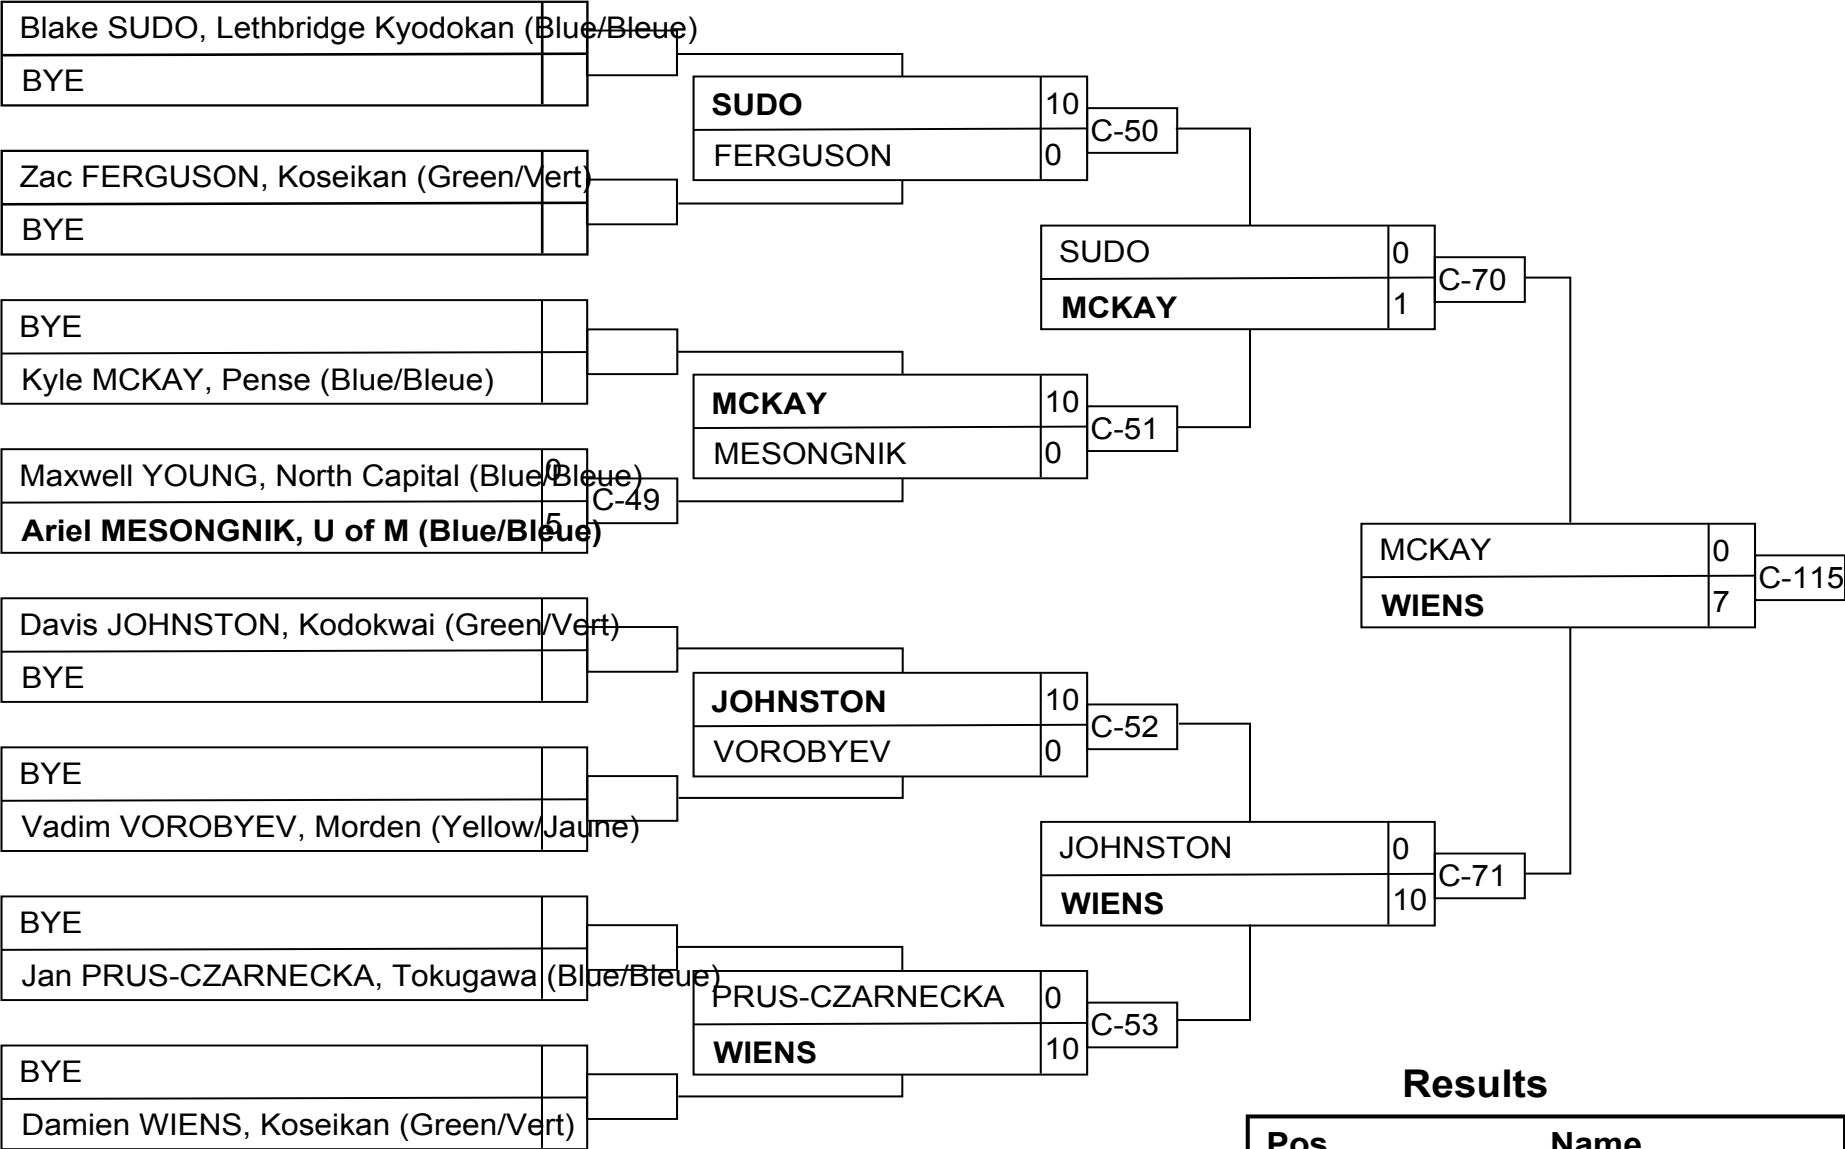 Blake SUDO, Lethbridge Kyodokan (Blue/Bleue)
BYE
Zac FERGUSON, Koseikan (Green/Vert)
BYE
BYE
Kyle MCKAY, Pense (Blue/Bleue)
Maxwell YOUNG, North Capital (Blue/Bleue) 0
Ariel MESONGNIK, U of M (Blue/Bleue) 5
C-49
Davis JOHNSTON, Kodokwai (Green/Vert)
BYE
BYE
Vadim VOROBYEV, Morden (Yellow/Jaune)
BYE
Jan PRUS-CZARNECKA, Tokugawa (Blue/Bleue)
BYE
Damien WIENS, Koseikan (Green/Vert)
SUDO 10
FERGUSON 0
C-50
MCKAY 10
MESONGNIK 0
C-51
JOHNSTON 10
VOROBYEV 0
C-52
PRUS-CZARNECKA 0
WIENS 10
C-53
SUDO 0
MCKAY 1
C-70
JOHNSTON 0
WIENS 10
C-71
MCKAY 0
WIENS 7
C-115
Results
Pos Name